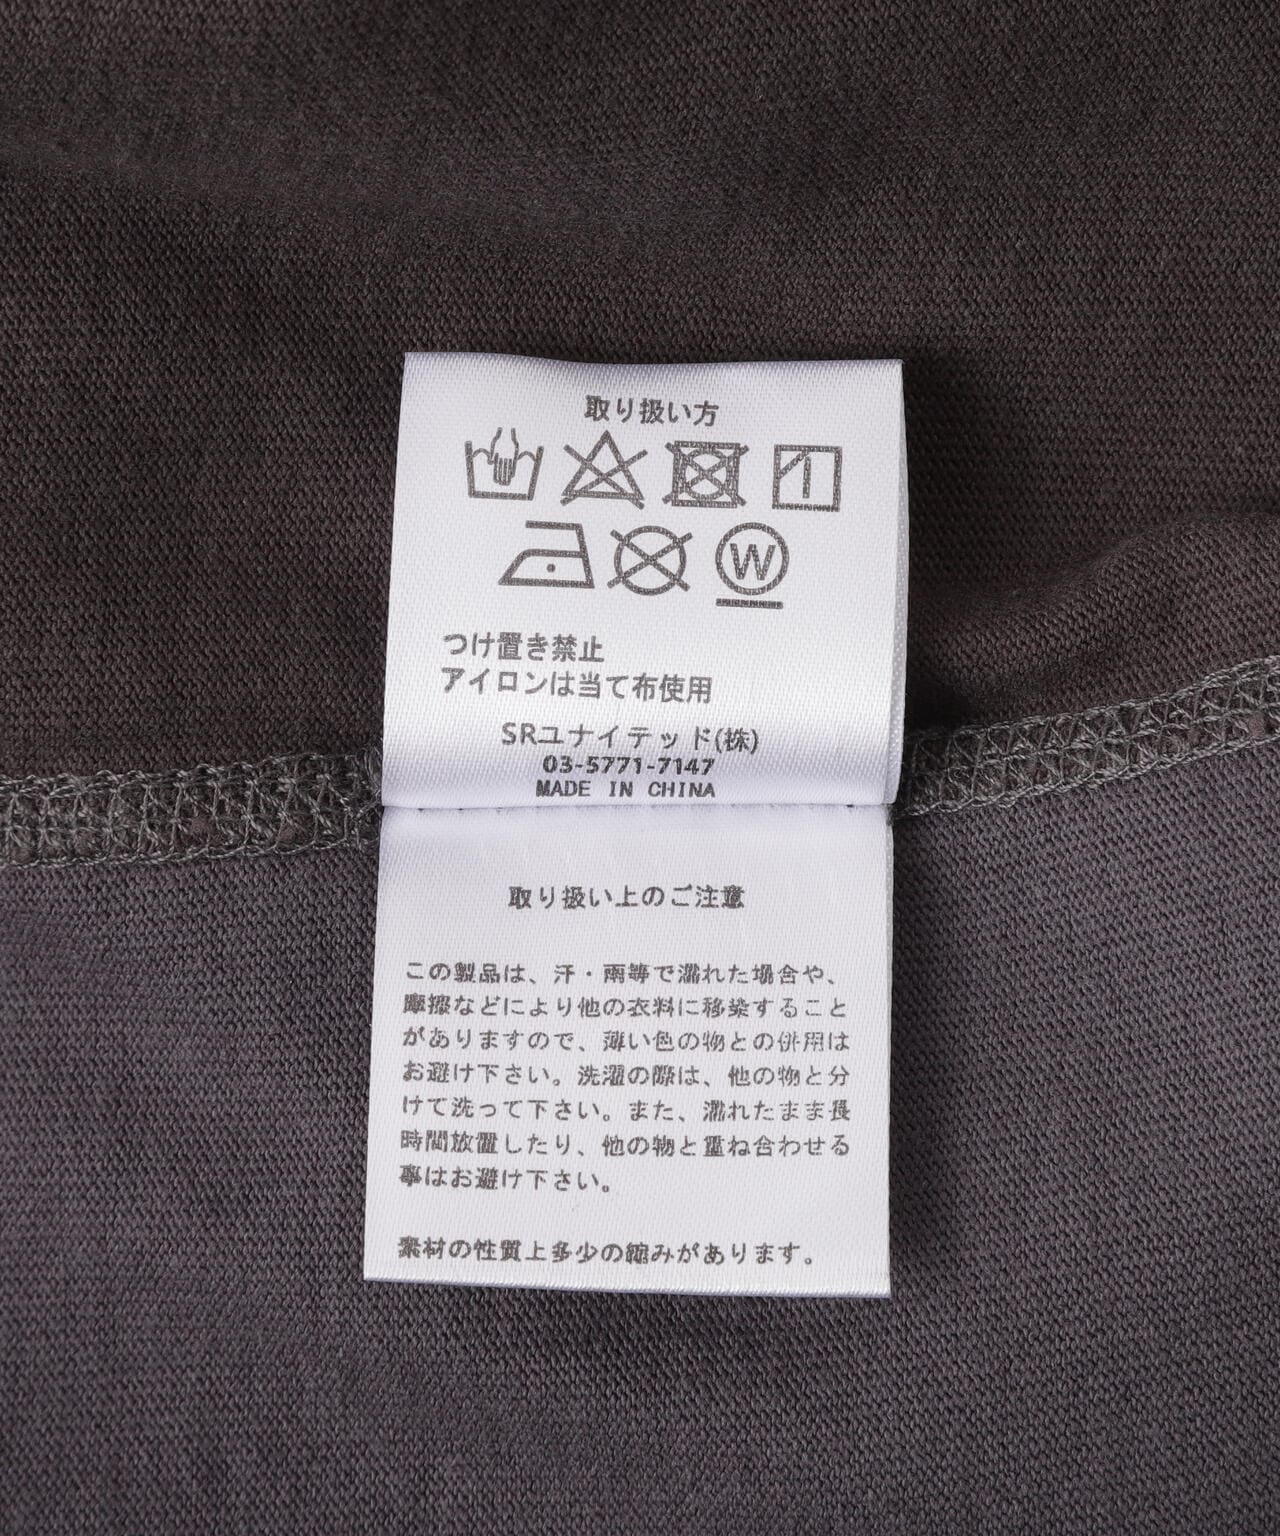 取り扱い方
W
つけ置き禁止
アイロンは当て布使用
SRユナイテッド(株)
03-5771-7147
MADE IN CHINA
取り扱い上のご注意
この製品は、汗・雨等で濡れた場合や、
摩擦などにより他の衣料に移染すること
がありますので、薄い色の物との併用は
お避け下さい。洗濯の際は、他の物と分
けて洗って下さい。また、濡れたまま長
時間放置したり、他の物と重ね合わせる
事はお避け下さい。
素材の性質上多少の縮みがあります。